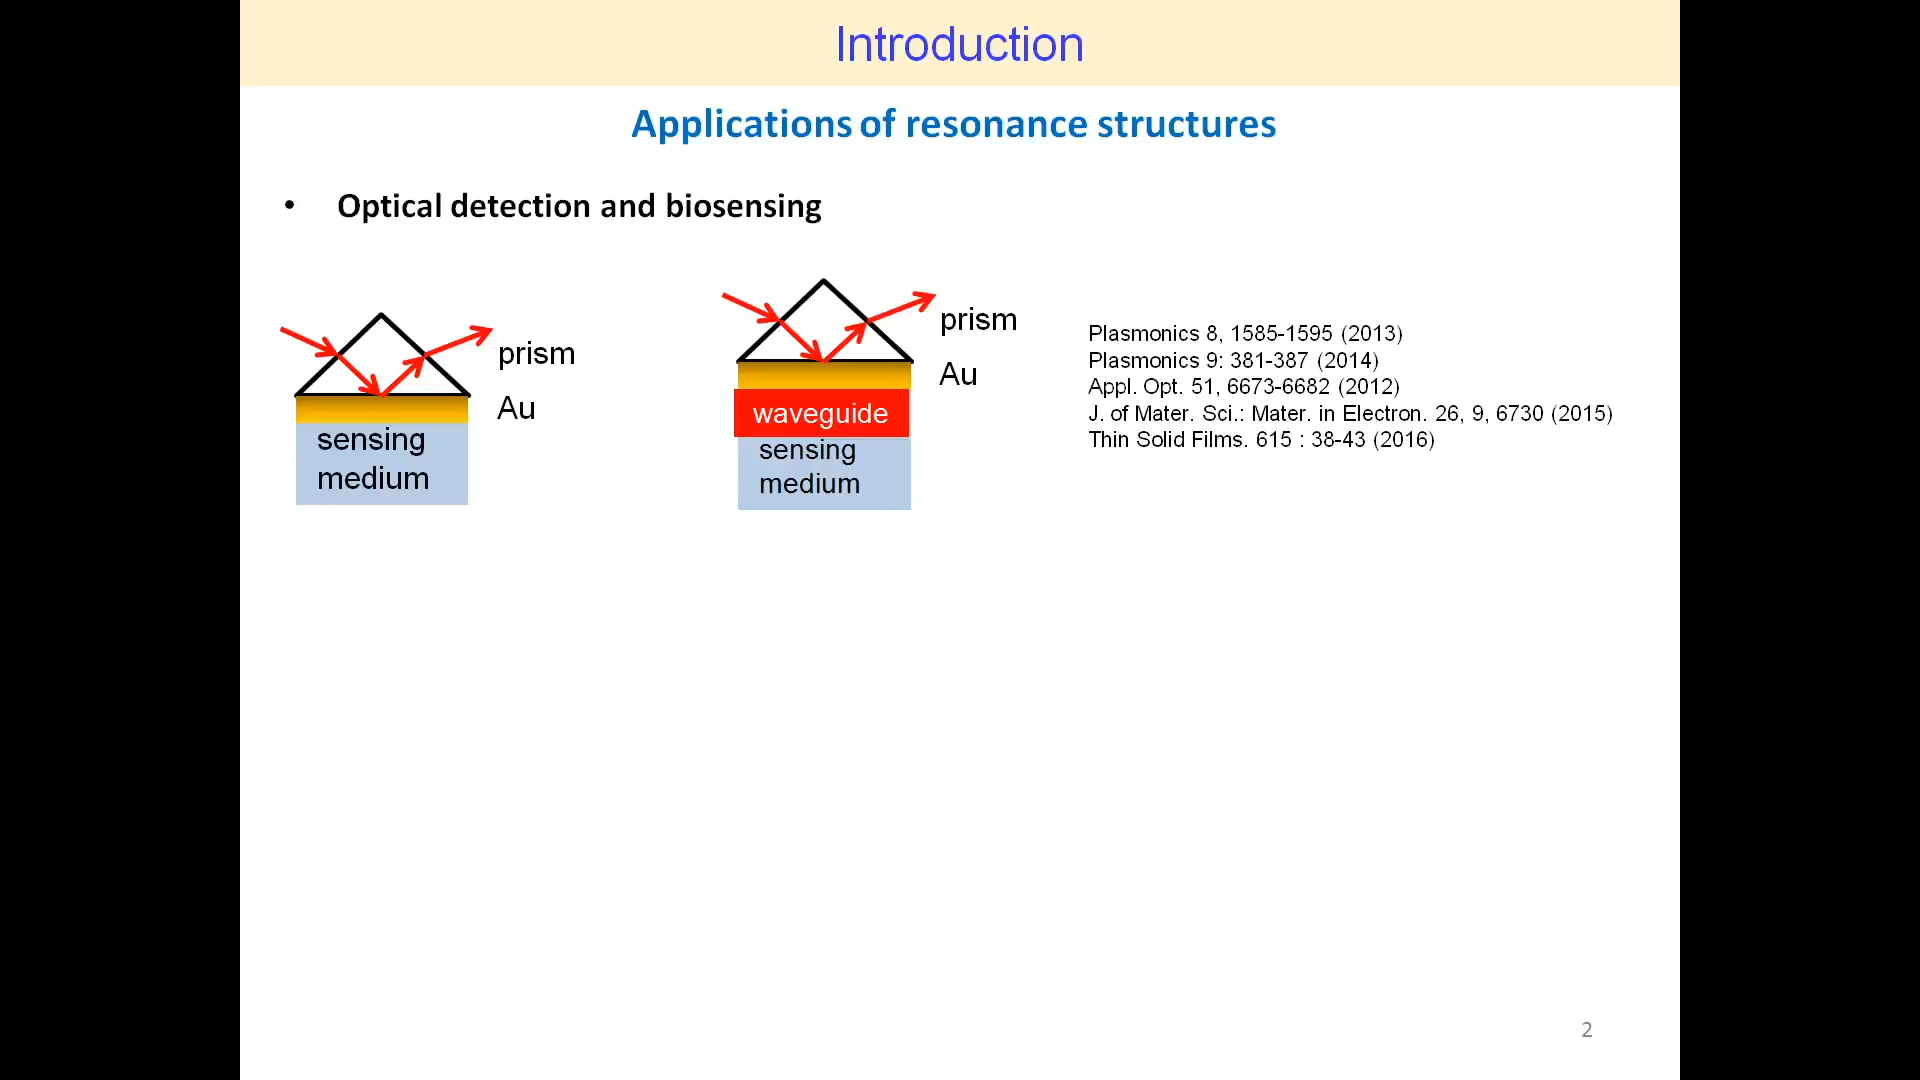 Introduction
Applications of resonance structures
• Optical detection and biosensing
prism
Au
sensing
medium
prism
Au
waveguide
sensing
medium
Plasmonics 8, 1585-1595 (2013)
Plasmonics 9: 381-387 (2014)
Appl. Opt. 51, 6673-6682 (2012)
J. of Mater. Sci.: Mater. in Electron. 26, 9, 6730 (2015)
Thin Solid Films. 615 : 38-43 (2016)
2